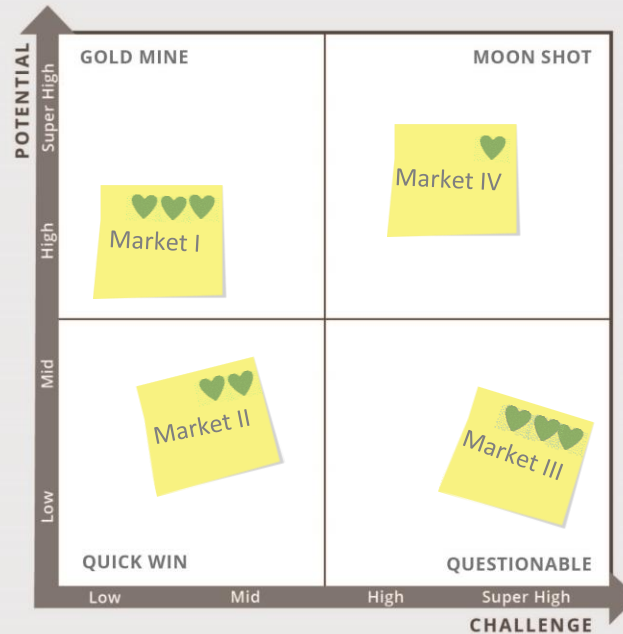 POTENTIAL
Super High
High
Mid
Low
GOLD MINE
MOON SHOT
Market IV
Market I
Market II
Market III
QUICK WIN
QUESTIONABLE
Low
Mid
High
Super High
CHALLENGE